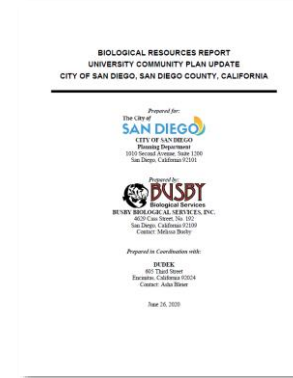 BIOLOGICAL RESOURCES REPORT
UNIVERSITY COMMUNITY PLAN UPDATE
CITY OF SAN DIEGO, SAN DIEGO COUNTY, CALIFORNIA
Prepared for:
The City of
SAN DIEGO
CITY OF SAN DIEGO
Planning Department
1010 Second Avenue, Suite 1200
San Diego, California 92101
Prepared by:
BUSBY
Biological Services
BUSBY BIOLOGICAL SERVICES, INC.
4629 Cass Street, No. 192
San Diego, California 92109
Contact: Melissa Busby
Prepared in Coordination with:
DUDEK
605 Third Street
Encinitas, California 92024
Contact:
June 26, 2020